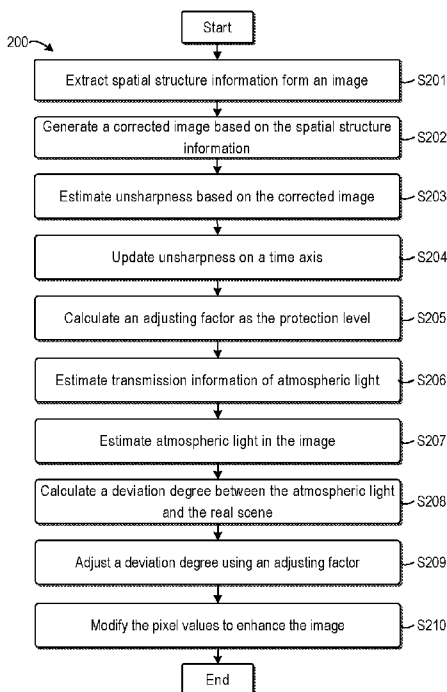 Start
200
Extract spatial structure information form an image
S201
Generate a corrected image based on the spatial structure
information
S202
Estimate unsharpness based on the corrected image
S203
Update unsharpness on a time axis
S204
Calculate an adjusting factor as the protection level
S205
Estimate transmission information of atmospheric light
S206
Estimate atmospheric light in the image
S207
Calculate a deviation degree between the atmospheric light
and the real scene
S208
Adjust a deviation degree using an adjusting factor
S209
Modify the pixel values to enhance the image
S210
End